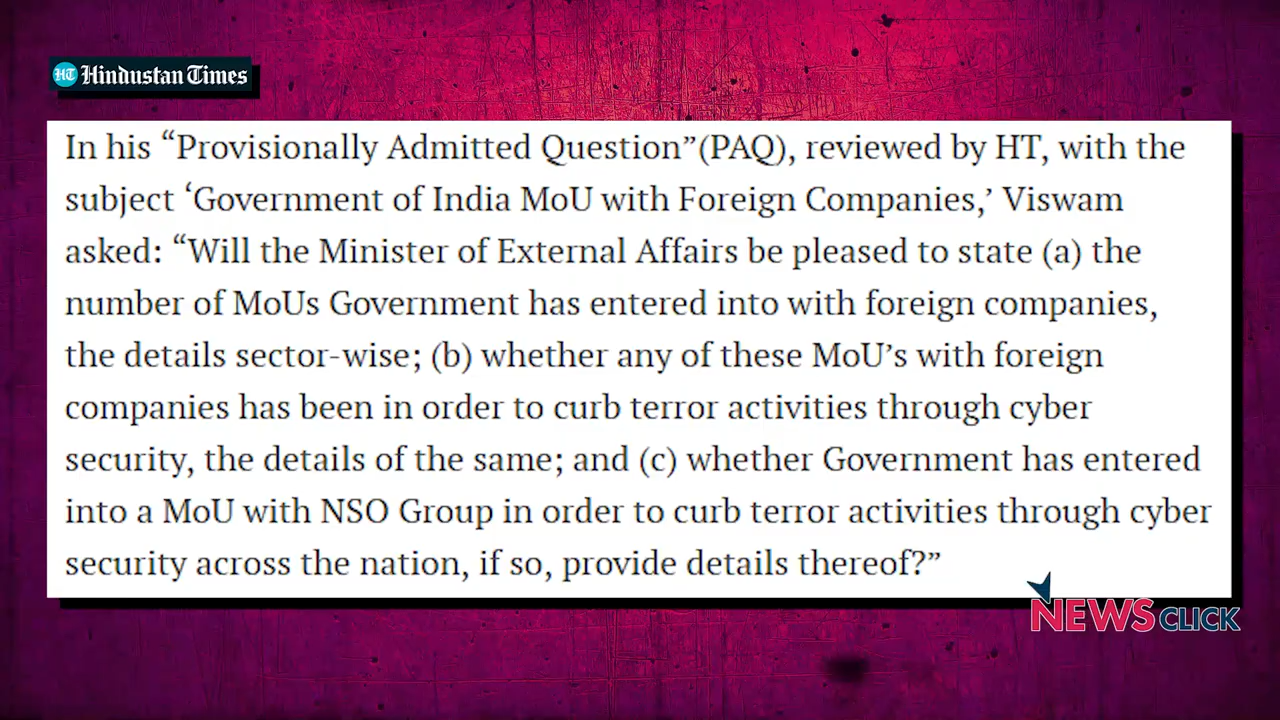 HT Hindustan Times
In his “Provisionally Admitted Question”(PAQ), reviewed by HT, with the
subject ‘Government of India MoU with Foreign Companies,’ Viswam
asked: “Will the Minister of External Affairs be pleased to state (a) the
number of MoUs Government has entered into with foreign companies,
the details sector-wise; (b) whether any of these MoU’s with foreign
companies has been in order to curb terror activities through cyber
security, the details of the same; and (c) whether Government has entered
into a MoU with NSO Group in order to curb terror activities through cyber
security across the nation, if so, provide details thereof?”
NEWSCLICK